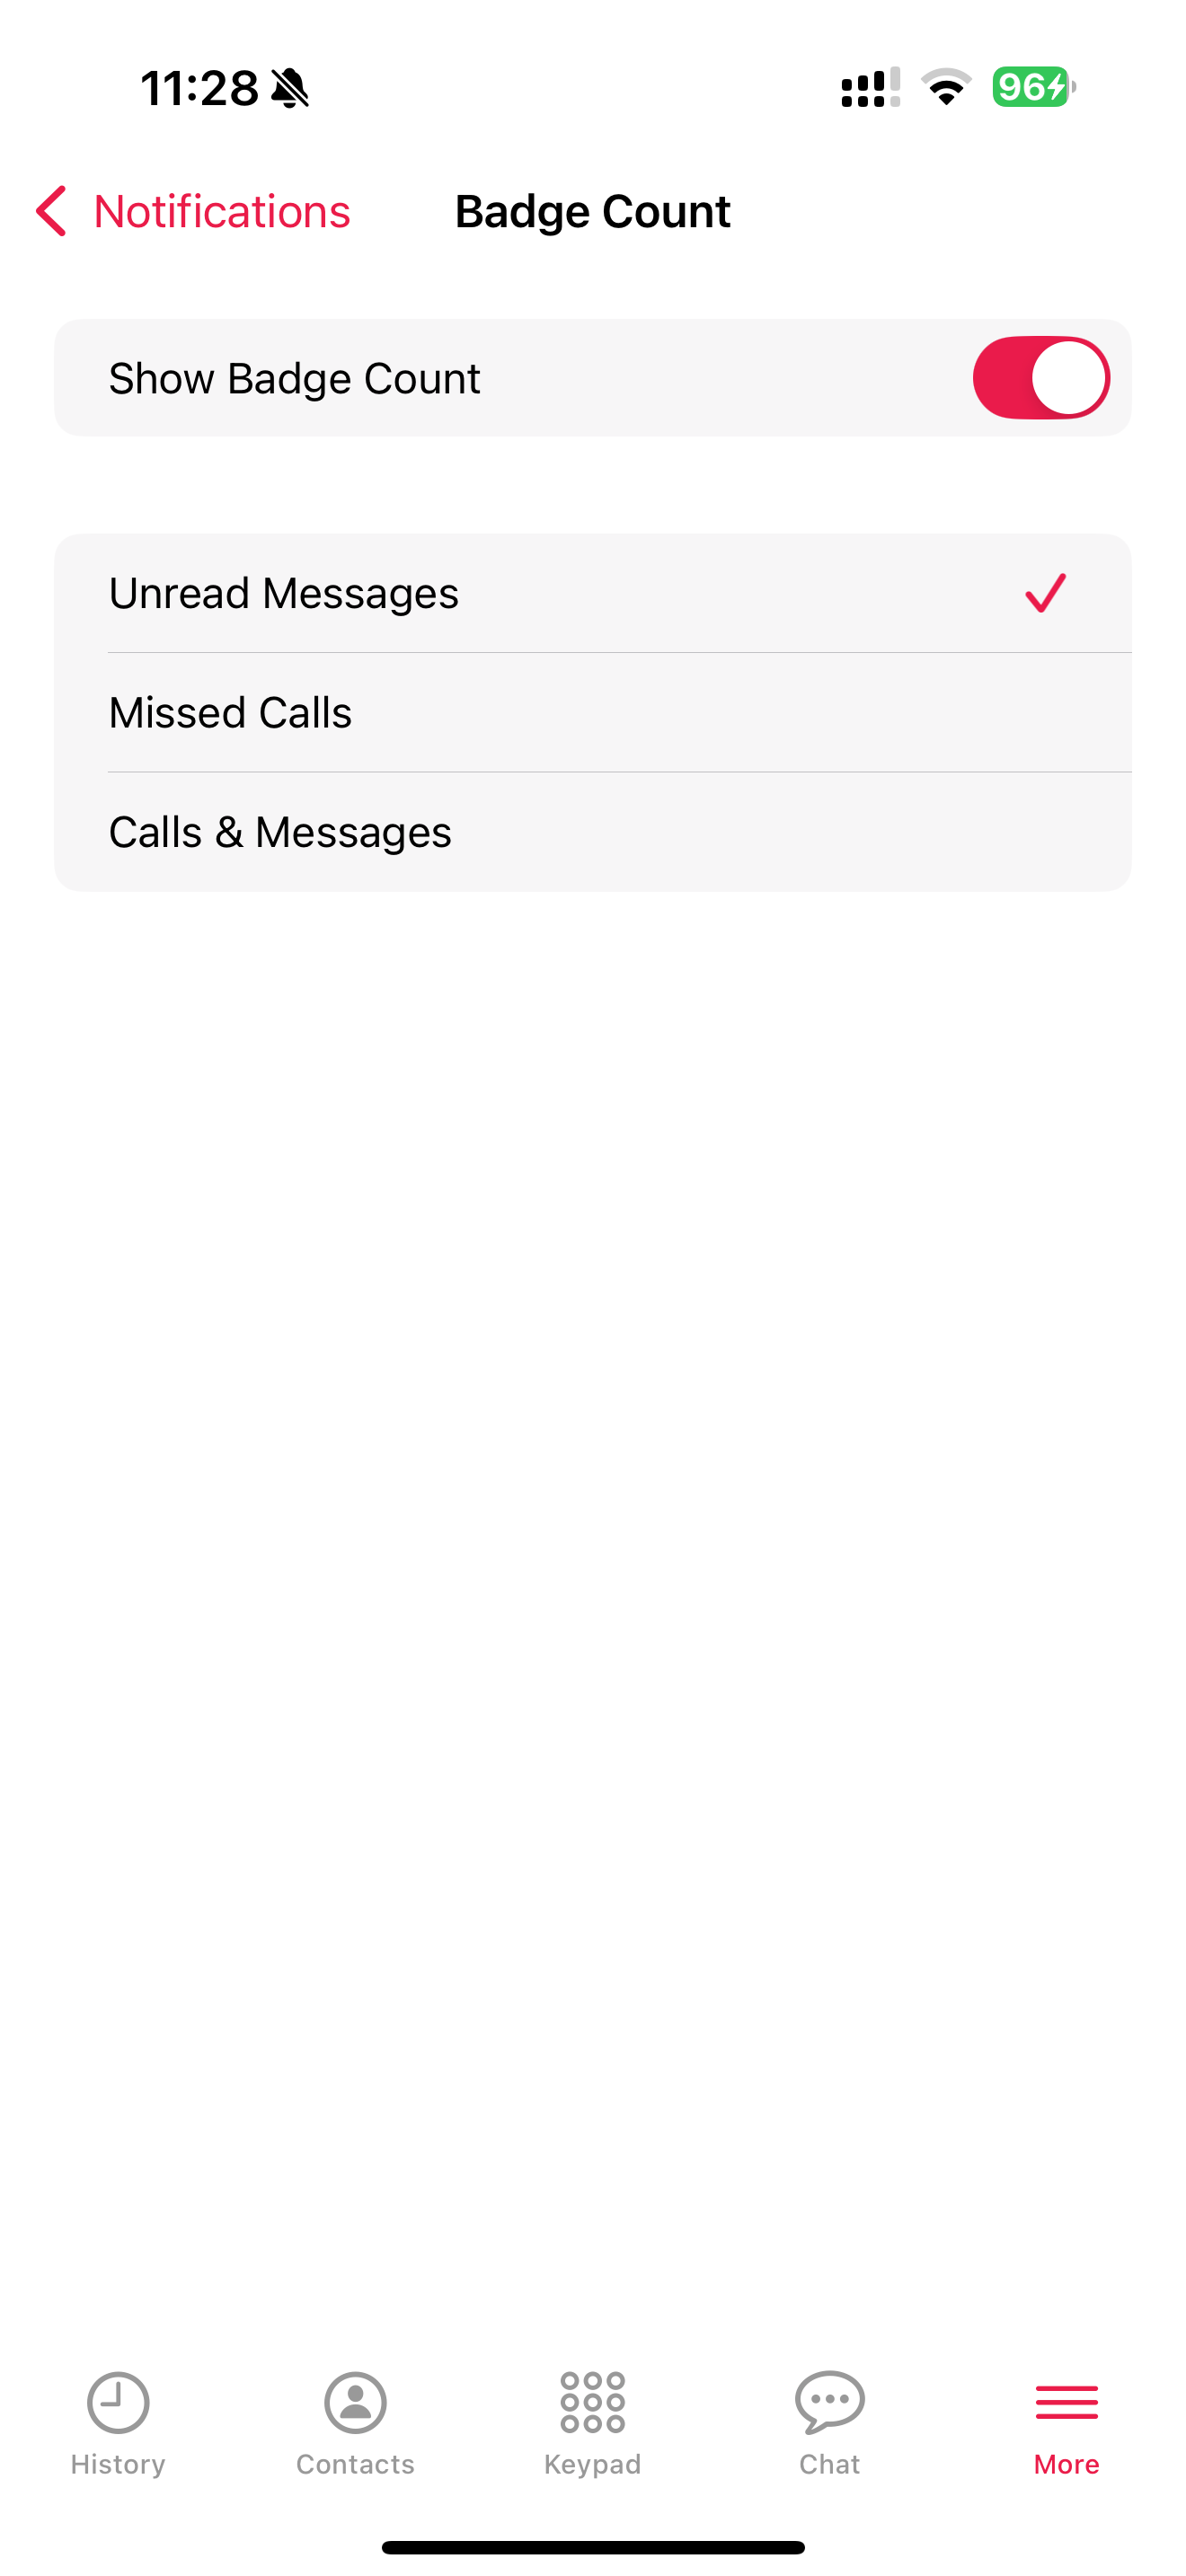 11:28
96
Notifications
Badge Count
Show Badge Count
Unread Messages
Missed Calls
Calls & Messages
History
Contacts
Keypad
Chat
More